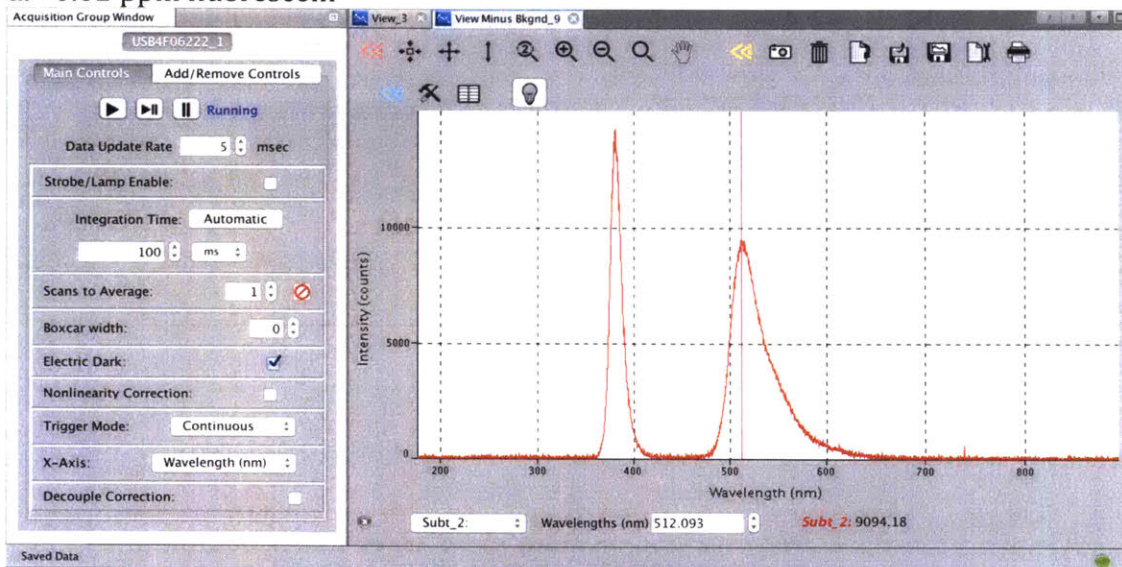 Acquisition Group Window
View_3
View Minus Bkgnd_9
USB4F06222_1
Main Controls
Add/Remove Controls
Running
Data Update Rate 5 msec
Strobe/Lamp Enable:
Integration Time: Automatic
100 ms
Scans to Average: 1
Boxcar width: 0
Electric Dark:
Nonlinearity Correction:
Trigger Mode: Continuous
X-Axis: Wavelength (nm)
Decouple Correction:
Intensity (counts)
10000
5000
0
200 300 400 500 600 700 800
Wavelength (nm)
Subt_2: Wavelengths (nm) 512.093 Subt_2: 9094.18
Saved Data